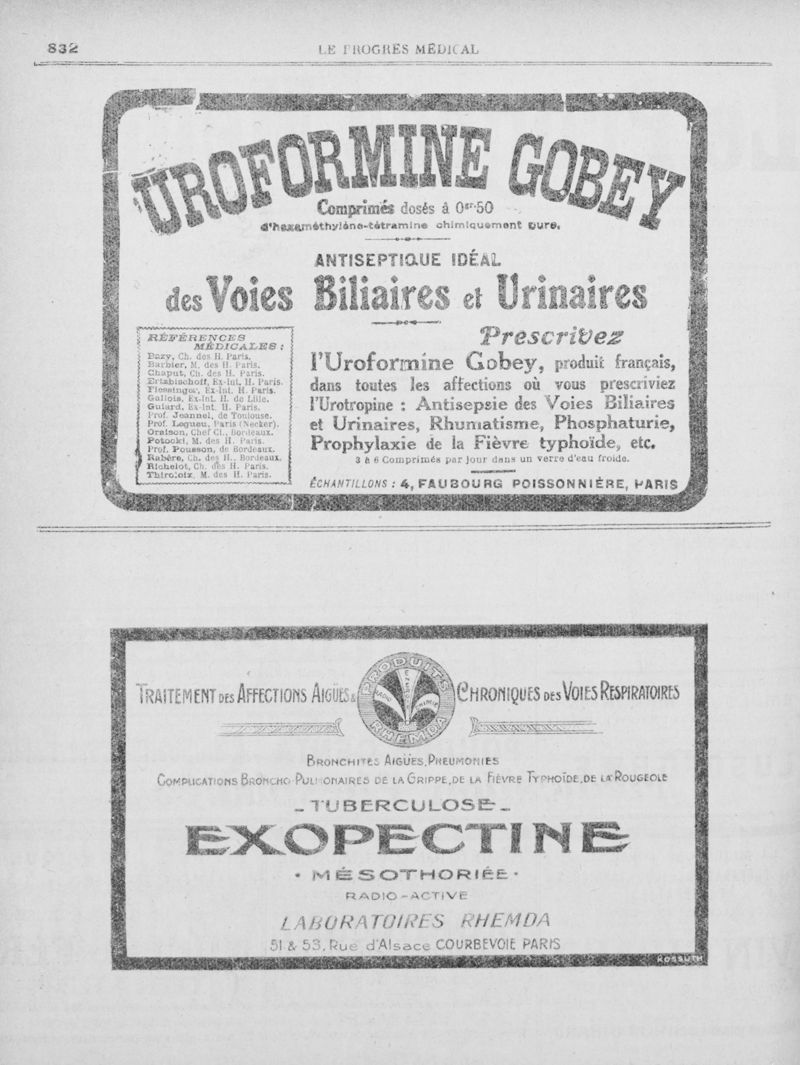 832
LE PROGRÈS MÉDICAL
UROFORMINE GOBEY
Comprimés dosés à 0gr.50
d'hexaméthylène-tétramine chimiquement pure.
ANTISEPTIQUE IDÉAL
des Voies Biliaires et Urinaires
RÉFÉRENCES
MÉDICALES :
Bazy, Ch. des H. Paris.
Barbier, M. des H. Paris.
Chaput, Ch. des H. Paris.
Ertzbischoff, Ex-Int. H. Paris.
Fiessinger, Ex-Int. H. Paris.
Gallois, Ex-Int. H. de Lille.
Guiard, Ex-Int. H. Paris.
Prof. Jeannel, de Toulouse.
Prof. Legueu, Paris (Necker).
Oraison, Chef Cl., Bordeaux.
Potocki, M. des H. Paris.
Prof. Pousson, de Bordeaux.
Rabère, Ch. des H., Bordeaux.
Richelot, Ch. des H. Paris.
Thiroloix, M. des H. Paris.
Prescrivez
l'Uroformine Gobey, produit français,
dans toutes les affections où vous prescriviez
l'Urotropine : Antisepsie des Voies Biliaires
et Urinaires, Rhumatisme, Phosphaturie,
Prophylaxie de la Fièvre typhoïde, etc.
3 à 6 Comprimés par jour dans un verre d'eau froide.
ÉCHANTILLONS : 4, FAUBOURG POISSONNIÈRE, PARIS
TRAITEMENT DES AFFECTIONS AIGÜES & CHRONIQUES DES VOIES RESPIRATOIRES
PRODUITS
RADIO
RHEMDA
BRONCHITES AIGÜES, PNEUMONIES
COMPLICATIONS BRONCHO-PULMONAIRES DE LA GRIPPE, DE LA FIÈVRE TYPHOÏDE, DE LA ROUGEOLE
- TUBERCULOSE -
EXOPECTINE
• MÉSOTHORIÉE •
RADIO-ACTIVE
LABORATOIRES RHEMDA
51 & 53, Rue d'Alsace COURBEVOIE PARIS
KOSSUTH